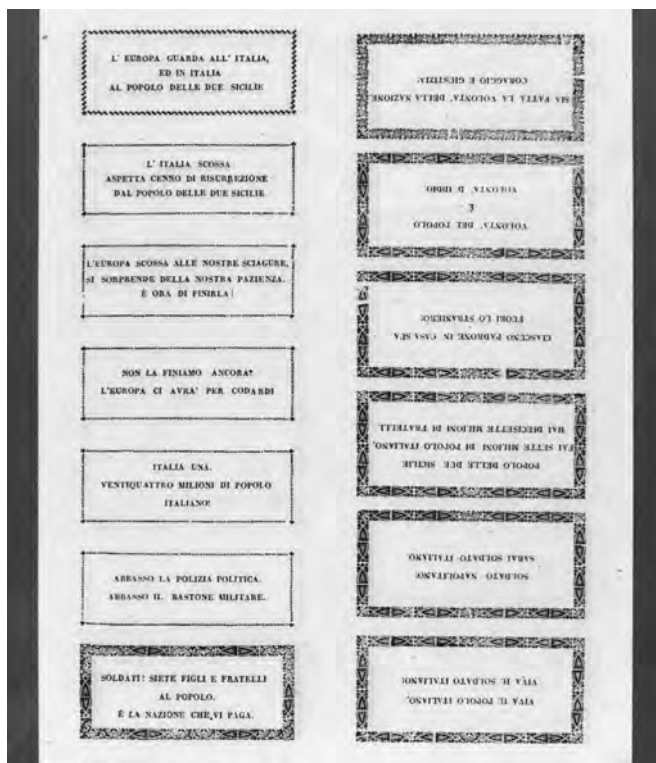 L' EUROPA GUARDA ALL' ITALIA,
ED IN ITALIA
AL POPOLO DELLE DUE SICILIE
L' ITALIA SCOSSA
ASPETTA CENNO DI RISURREZIONE
DAL POPOLO DELLE DUE SICILIE
L'EUROPA SCOSSA ALLE NOSTRE SCIAGURE,
SI SORPRENDE DELLA NOSTRA PAZIENZA.
È ORA DI FINIRLA!
NON LA FINIAMO ANCORA?
L'EUROPA CI AVRA' PER CODARDI
ITALIA UNA.
VENTIQUATTRO MILIONI DI POPOLO
ITALIANO!
ABBASSO LA POLIZIA POLITICA.
ABBASSO IL BASTONE MILITARE.
SOLDATI! SIETE FIGLI E FRATELLI
AL POPOLO.
È LA NAZIONE CHE VI PAGA.
VIVA IL POPOLO ITALIANO,
VIVA IL SOLDATO ITALIANO!
SOLDATO NAPOLITANO!
SARAI SOLDATO ITALIANO.
POPOLO DELLE DUE SICILIE
FAI SETTE MILIONI DI POPOLO ITALIANO,
HAI DIECISETTE MILIONI DI FRATELLI
CIASCUNO PADRONE IN CASA SUA
FUORI LO STRANIERO!
VOLONTA' DEL POPOLO
È
VOLONTA' D IDDIO
SIA FATTA LA VOLONTA' DELLA NAZIONE.
CORAGGIO E GIUSTIZIA!